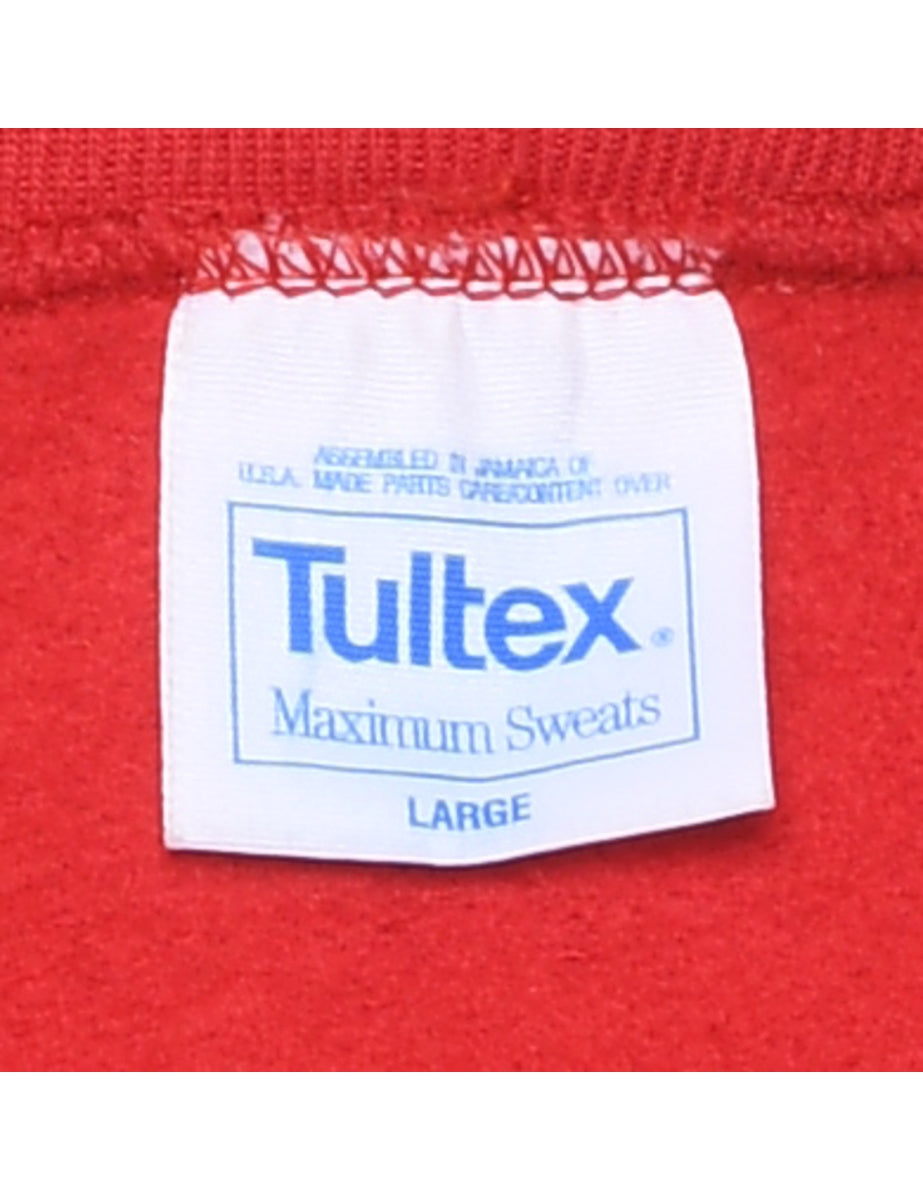 ASSEMBLED IN JAMAICA OF
U.S.A. MADE PARTS CARE/CONTENT OVER
Tultex®
Maximum Sweats
LARGE